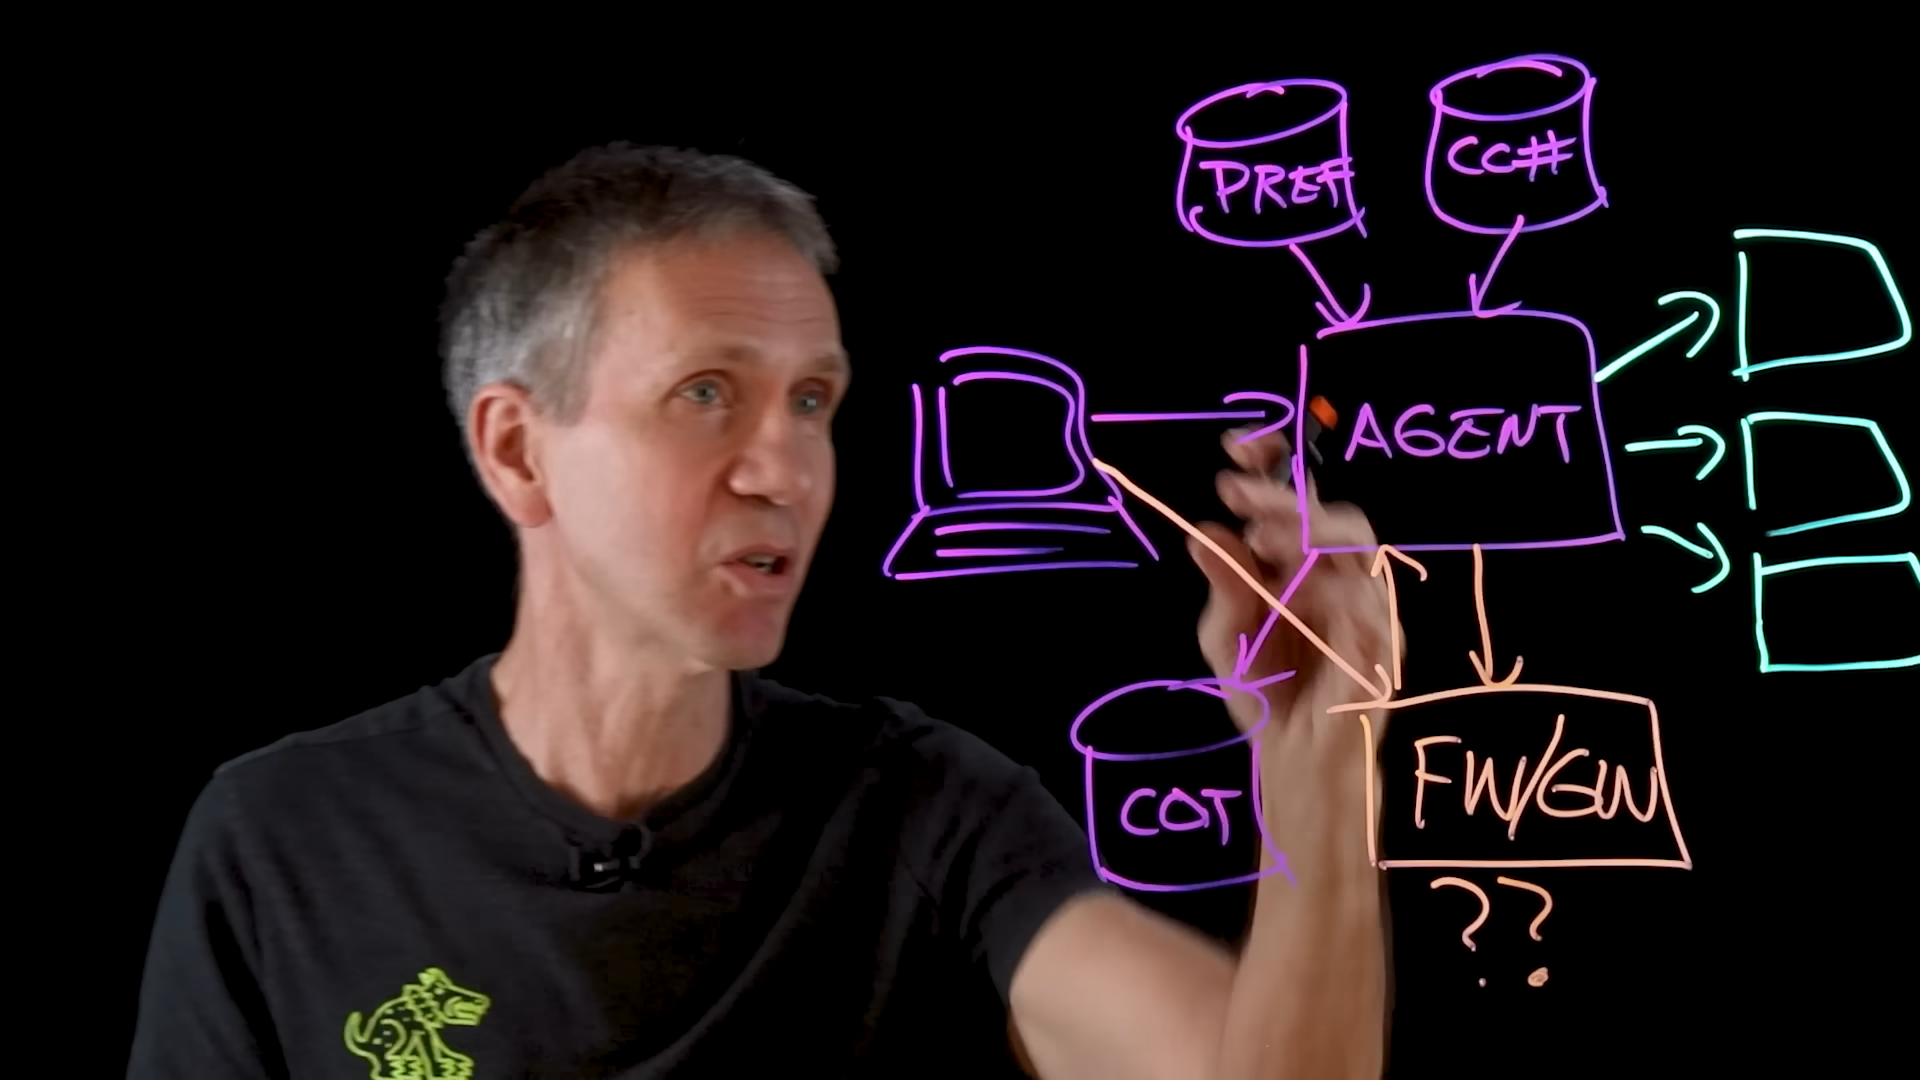 PREF
CC#
AGENT
COT
FW/GW
??